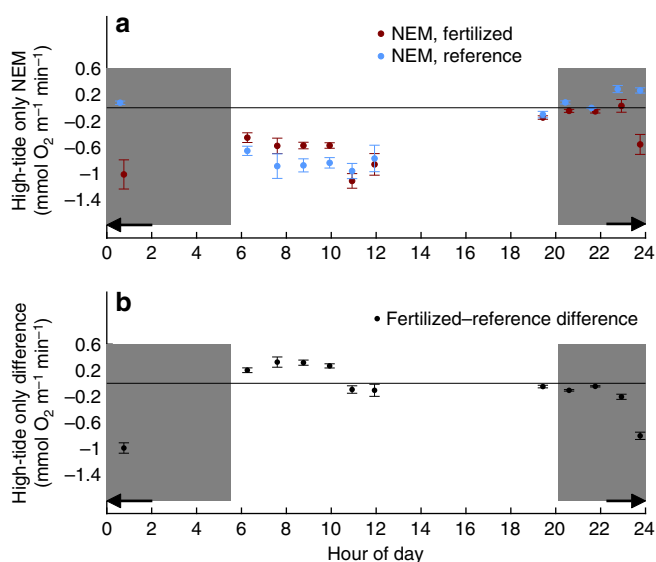 a
NEM, fertilized
NEM, reference
High-tide only NEM
(mmol O₂ m⁻¹ min⁻¹)
0.6
0.2
−0.2
−0.6
−1
−1.4
0 2 4 6 8 10 12 14 16 18 20 22 24
b
Fertilized–reference difference
High-tide only difference
(mmol O₂ m⁻¹ min⁻¹)
0.6
0.2
−0.2
−0.6
−1
−1.4
0 2 4 6 8 10 12 14 16 18 20 22 24
Hour of day